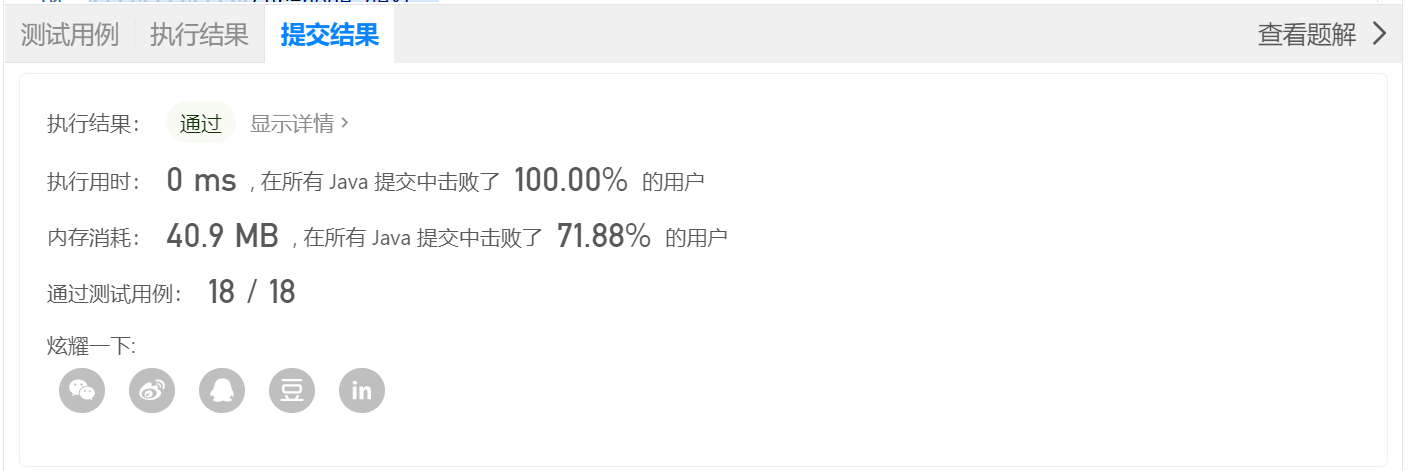 测试用例 执行结果 提交结果 查看题解
执行结果： 通过 显示详情
执行用时： 0 ms , 在所有 Java 提交中击败了 100.00% 的用户
内存消耗： 40.9 MB , 在所有 Java 提交中击败了 71.88% 的用户
通过测试用例： 18 / 18
炫耀一下:
豆 in